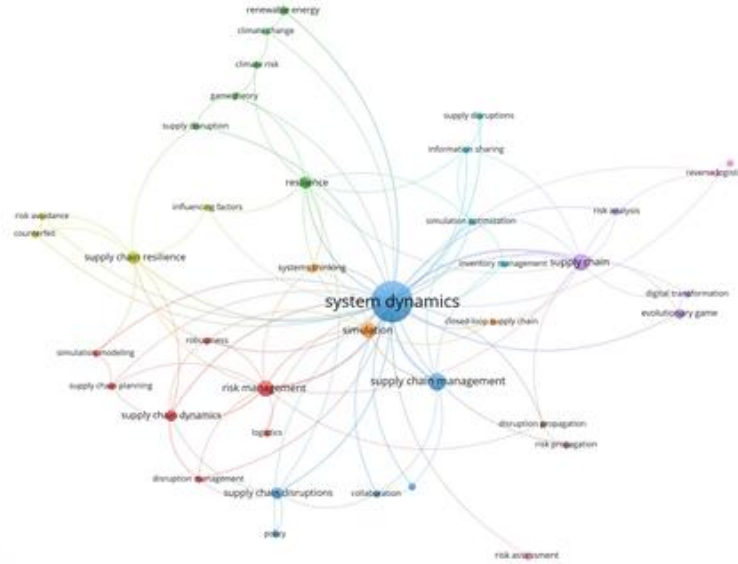 renewable energy
climate change
climate risk
game theory
supply disruption
supply disruptions
information sharing
resilience
reverse logisti
influencing factors
risk analysis
risk avoidance
simulation optimistation
counterfeit
supply chain resilience
systems thinking
inventory management
supply chain
digital transformation
system dynamics
evolutionary game
closed-loop supply chain
simulation
robustness
simulation modeling
supply chain planning
risk management
supply chain management
supply chain dynamics
disruption propagation
logistics
risk propagation
disruption management
supply chain disruptions
collaboration
policy
risk assessment